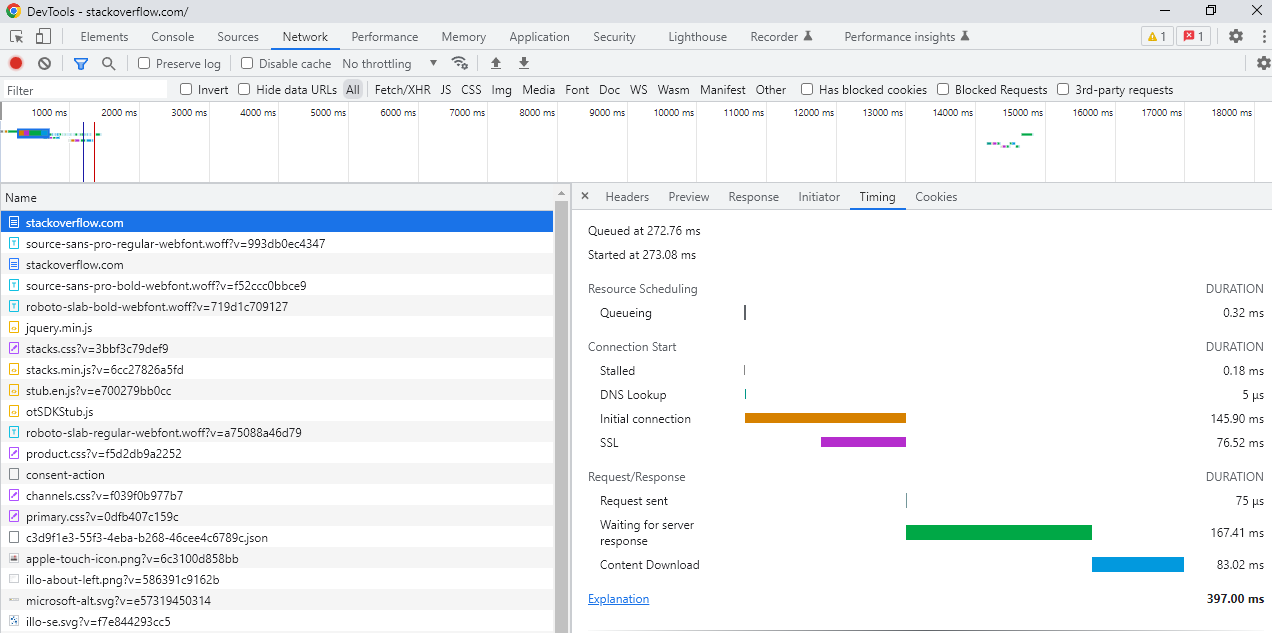 DevTools - stackoverflow.com/
Elements Console Sources Network Performance Memory Application Security Lighthouse Recorder Performance insights 1 1
Preserve log Disable cache No throttling
Filter Invert Hide data URLs All Fetch/XHR JS CSS Img Media Font Doc WS Wasm Manifest Other Has blocked cookies Blocked Requests 3rd-party requests
1000 ms 2000 ms 3000 ms 4000 ms 5000 ms 6000 ms 7000 ms 8000 ms 9000 ms 10000 ms 11000 ms 12000 ms 13000 ms 14000 ms 15000 ms 16000 ms 17000 ms 18000 ms
Name
stackoverflow.com
source-sans-pro-regular-webfont.woff?v=993db0ec4347
stackoverflow.com
source-sans-pro-bold-webfont.woff?v=f52ccc0bbce9
roboto-slab-bold-webfont.woff?v=719d1c709127
jquery.min.js
stacks.css?v=3bbf3c79def9
stacks.min.js?v=6cc27826a5fd
stub.en.js?v=e700279bb0cc
otSDKStub.js
roboto-slab-regular-webfont.woff?v=a75088a46d79
product.css?v=f5d2db9a2252
consent-action
channels.css?v=f039f0b977b7
primary.css?v=0dfb407c159c
c3d9f1e3-55f3-4eba-b268-46cee4c6789c.json
apple-touch-icon.png?v=6c3100d858bb
illo-about-left.png?v=586391c9162b
microsoft-alt.svg?v=e57319450314
illo-se.svg?v=f7e844293cc5
Headers Preview Response Initiator Timing Cookies
Queued at 272.76 ms
Started at 273.08 ms
Resource Scheduling DURATION
Queueing 0.32 ms
Connection Start DURATION
Stalled 0.18 ms
DNS Lookup 5 μs
Initial connection 145.90 ms
SSL 76.52 ms
Request/Response DURATION
Request sent 75 μs
Waiting for server
response 167.41 ms
Content Download 83.02 ms
Explanation 397.00 ms